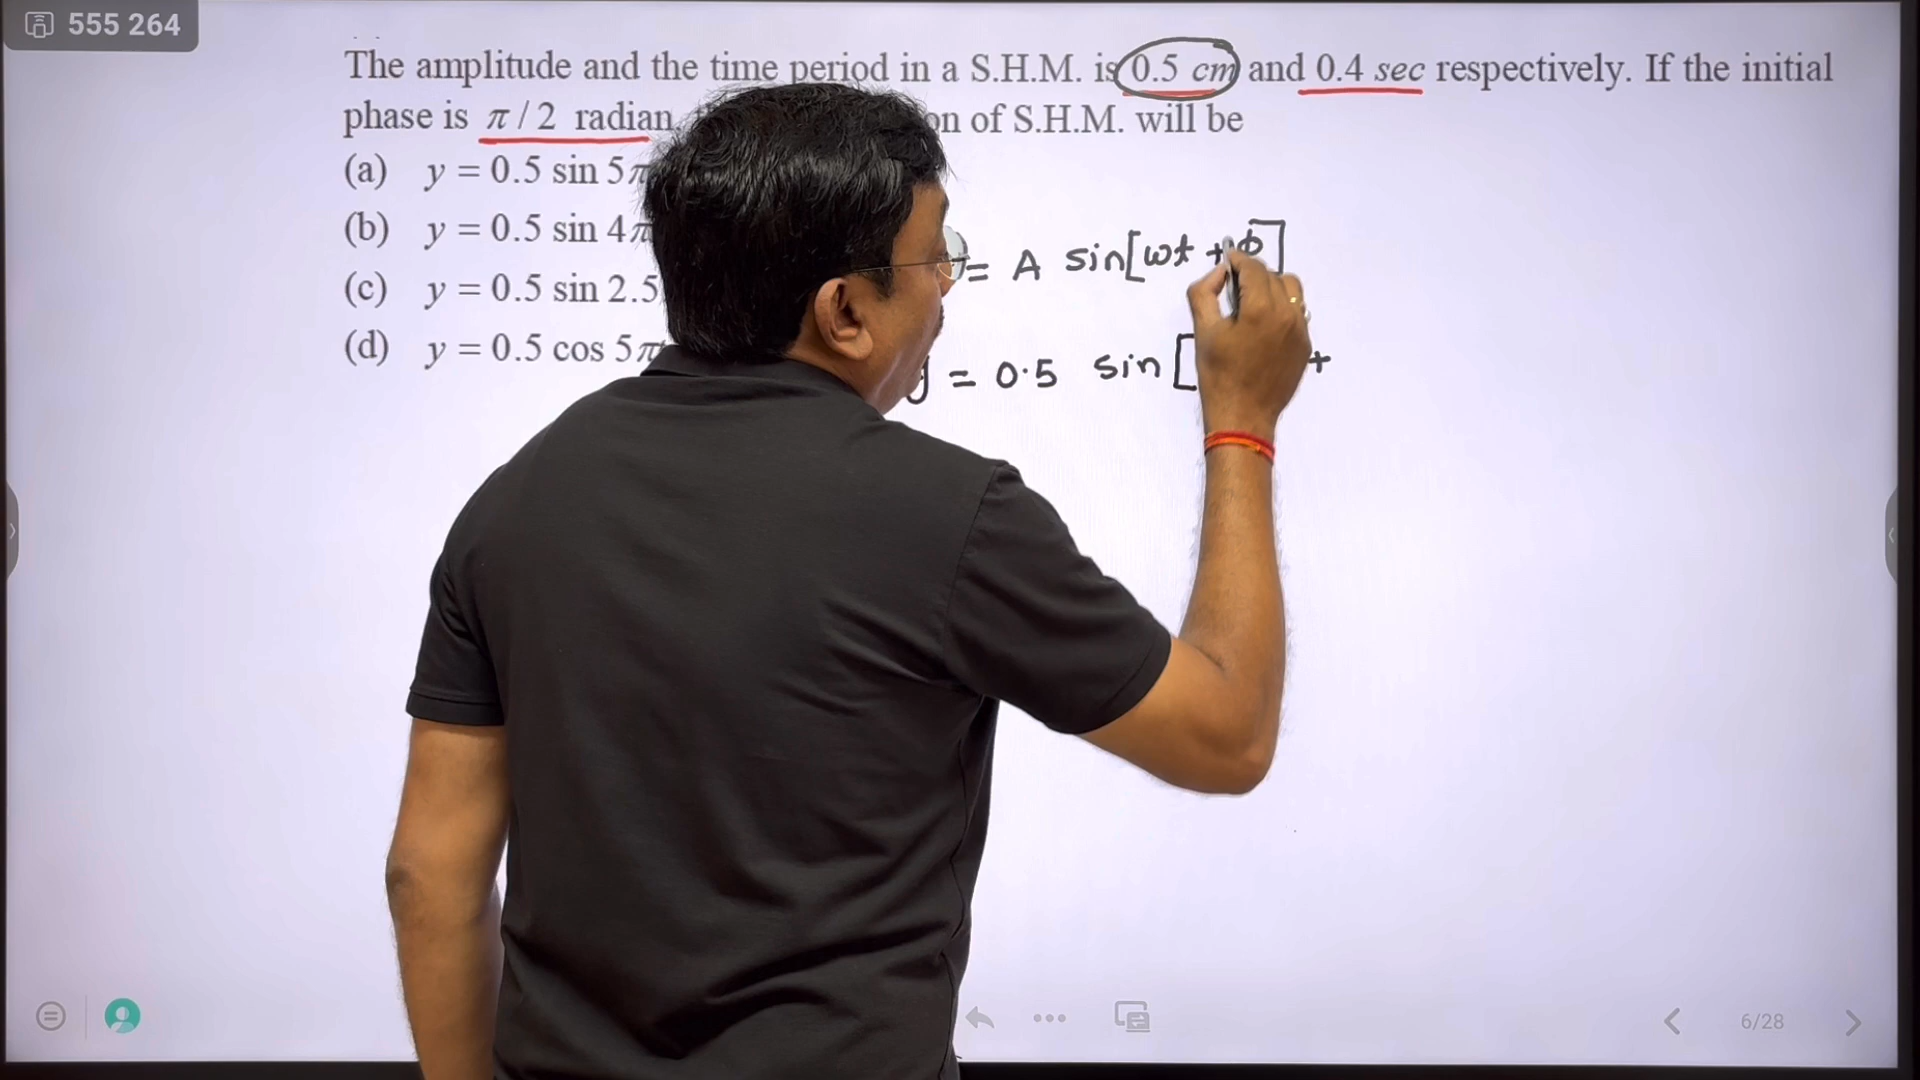 555 264
The amplitude and the time period in a S.H.M. is 0.5 cm and 0.4 sec respectively. If the initial
phase is π / 2 radian on of S.H.M. will be
(a) y = 0.5 sin 5π
(b) y = 0.5 sin 4π
(c) y = 0.5 sin 2.5
(d) y = 0.5 cos 5πt
= A sin[ωt + φ]
y = 0.5 sin [ +
6/28